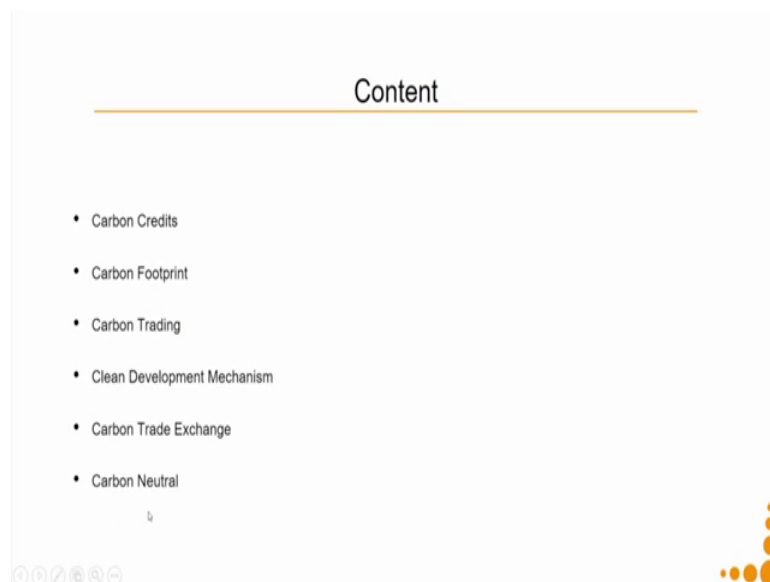 Content
• Carbon Credits
• Carbon Footprint
• Carbon Trading
• Clean Development Mechanism
• Carbon Trade Exchange
• Carbon Neutral